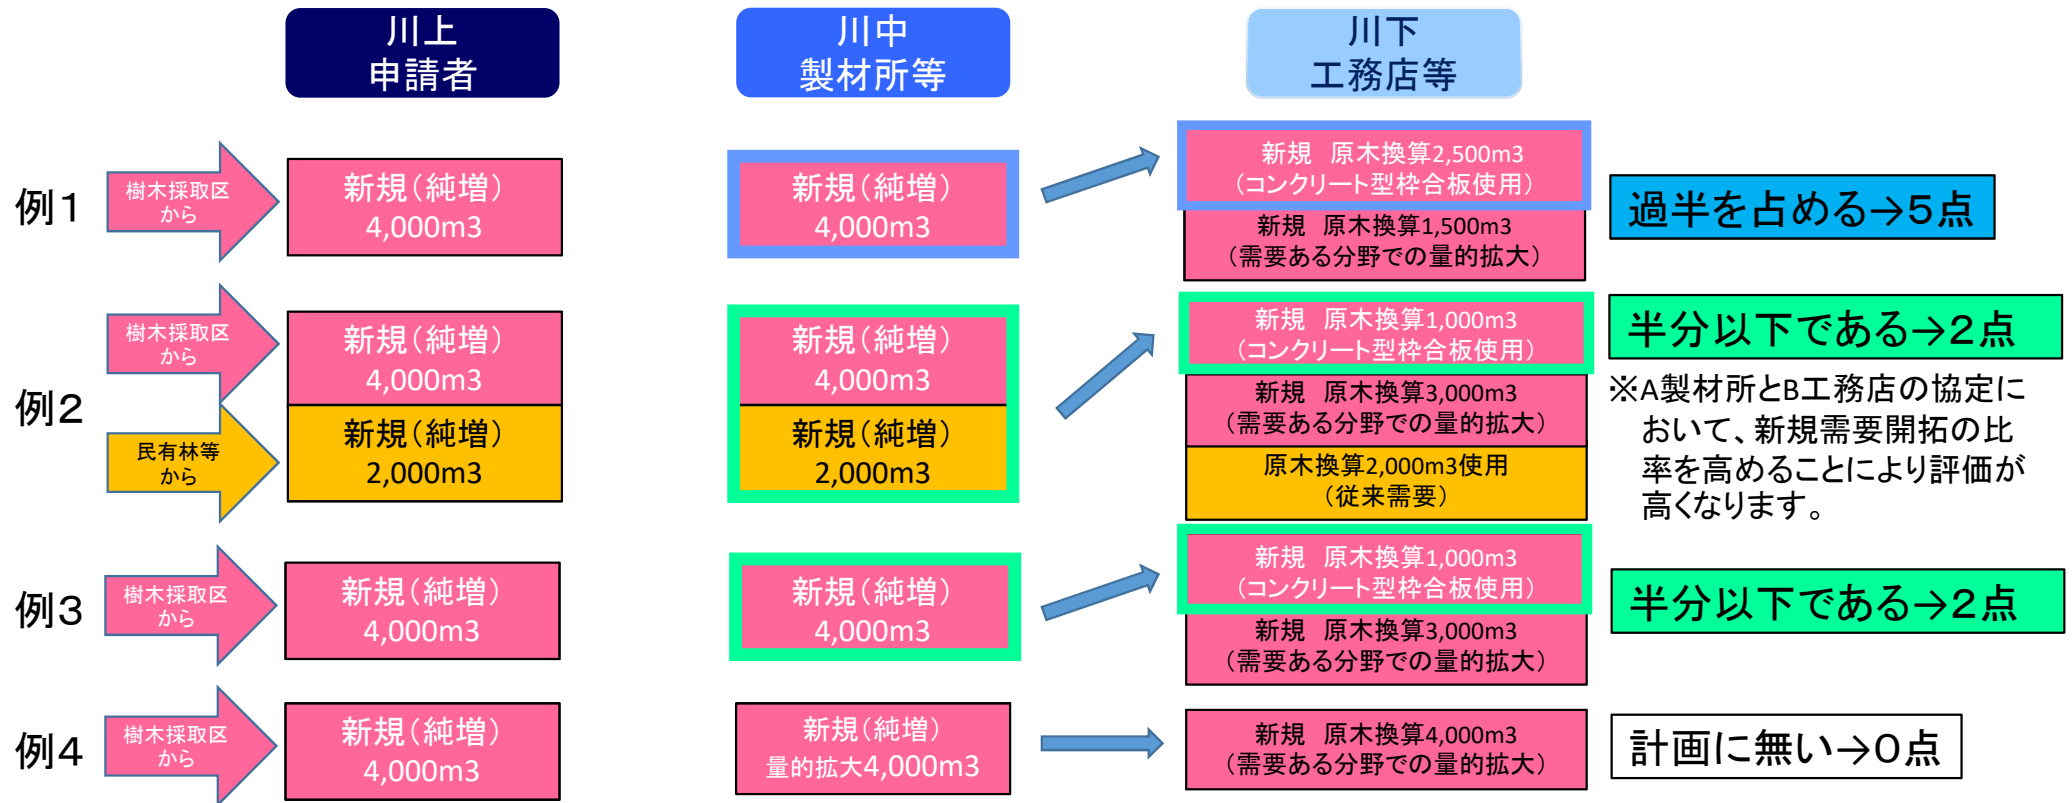 川上
申請者
川中
製材所等
川下
工務店等
例1
樹木採取区
から
新規(純増)
4,000m3
新規(純増)
4,000m3
新規 原木換算2,500m3
(コンクリート型枠合板使用)
新規 原木換算1,500m3
(需要ある分野での量的拡大)
過半を占める→5点
例2
樹木採取区
から
民有林等
から
新規(純増)
4,000m3
新規(純増)
2,000m3
新規(純増)
4,000m3
新規(純増)
2,000m3
新規 原木換算1,000m3
(コンクリート型枠合板使用)
新規 原木換算3,000m3
(需要ある分野での量的拡大)
原木換算2,000m3使用
(従来需要)
半分以下である→2点
※A製材所とB工務店の協定に
おいて、新規需要開拓の比
率を高めることにより評価が
高くなります。
例3
樹木採取区
から
新規(純増)
4,000m3
新規(純増)
4,000m3
新規 原木換算1,000m3
(コンクリート型枠合板使用)
新規 原木換算3,000m3
(需要ある分野での量的拡大)
半分以下である→2点
例4
樹木採取区
から
新規(純増)
4,000m3
新規(純増)
量的拡大4,000m3
新規 原木換算4,000m3
(需要ある分野での量的拡大)
計画に無い→0点